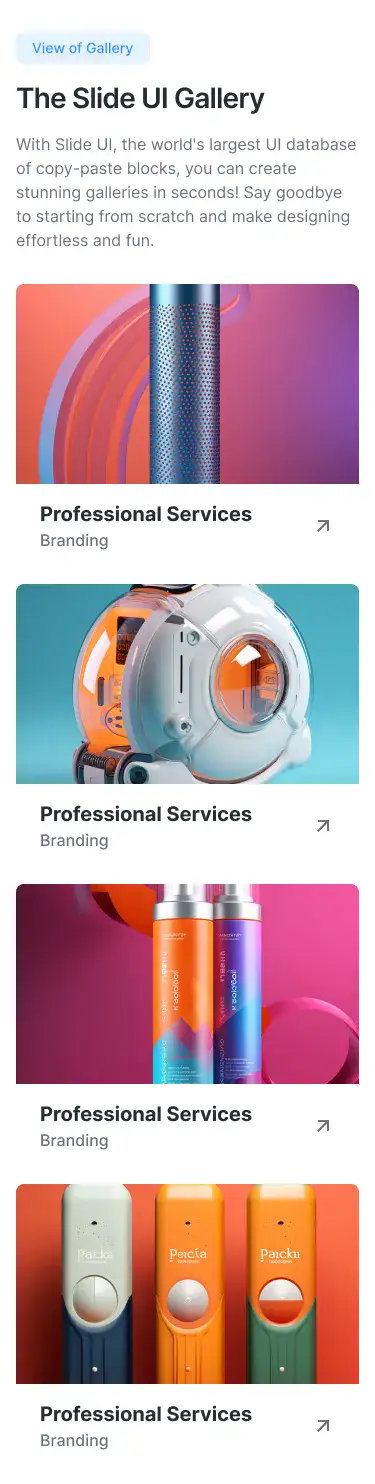 View of Gallery
The Slide UI Gallery
With Slide UI, the world's largest UI database
of copy-paste blocks, you can create
stunning galleries in seconds! Say goodbye
to starting from scratch and make designing
effortless and fun.
Professional Services
Branding
Professional Services
Branding
Professional Services
Branding
Packs
Peicia
Paicku
Professional Services
Branding